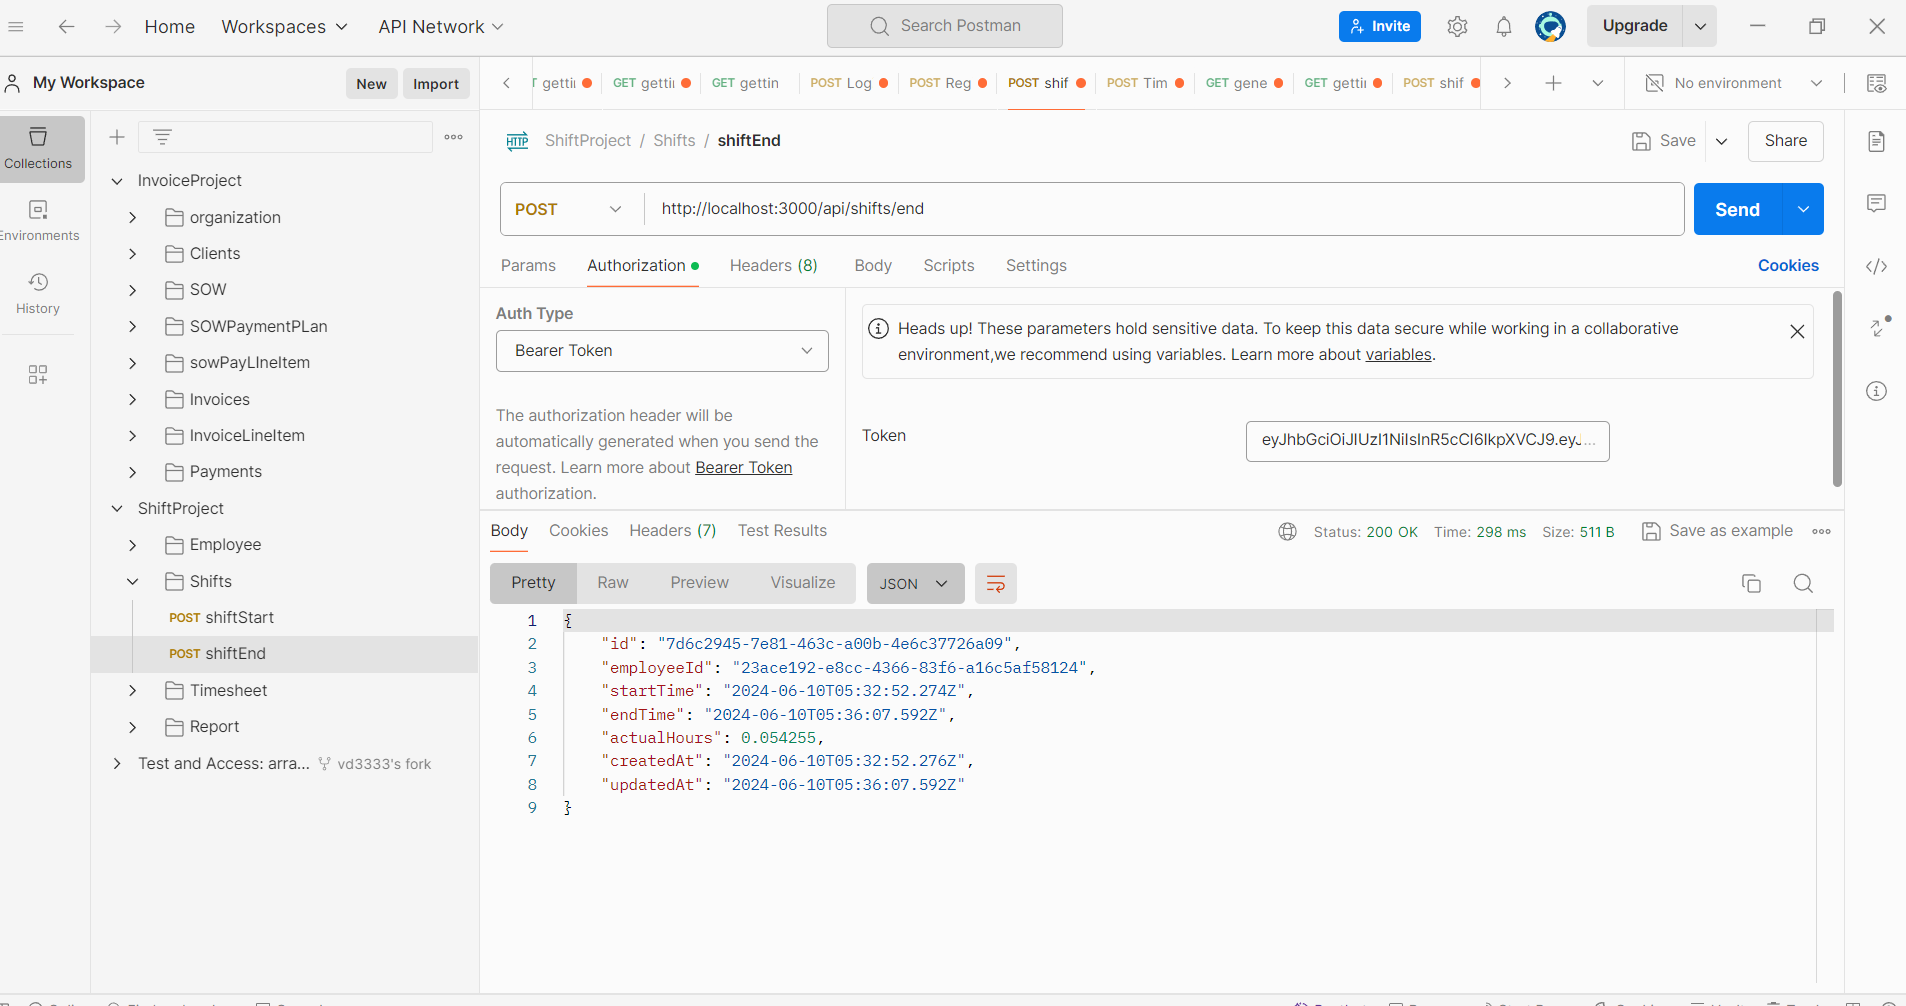 Home Workspaces API Network Search Postman Invite Upgrade
My Workspace New Import
getti GET getti GET gettin POST Log POST Reg POST shif POST Tim GET gene GET getti POST shif No environment
Collections
Environments
History
InvoiceProject
organization
Clients
SOW
SOWPaymentPLan
sowPayLIneItem
Invoices
InvoiceLineItem
Payments
ShiftProject
Employee
Shifts
POST shiftStart
POST shiftEnd
Timesheet
Report
Test and Access: arra... vd3333's fork
HTTP ShiftProject / Shifts / shiftEnd Save Share
POST http://localhost:3000/api/shifts/end Send
Params Authorization Headers (8) Body Scripts Settings Cookies
Auth Type
Bearer Token
The authorization header will be
automatically generated when you send the
request. Learn more about Bearer Token
authorization.
Heads up! These parameters hold sensitive data. To keep this data secure while working in a collaborative
environment,we recommend using variables. Learn more about variables.
Token eyJhbGciOiJIUzI1NiIsInR5cCI6IkpXVCJ9.eyJ...
Body Cookies Headers (7) Test Results Status: 200 OK Time: 298 ms Size: 511 B Save as example
Pretty Raw Preview Visualize JSON
1 {
2 "id": "7d6c2945-7e81-463c-a00b-4e6c37726a09",
3 "employeeId": "23ace192-e8cc-4366-83f6-a16c5af58124",
4 "startTime": "2024-06-10T05:32:52.274Z",
5 "endTime": "2024-06-10T05:36:07.592Z",
6 "actualHours": 0.054255,
7 "createdAt": "2024-06-10T05:32:52.276Z",
8 "updatedAt": "2024-06-10T05:36:07.592Z"
9 }